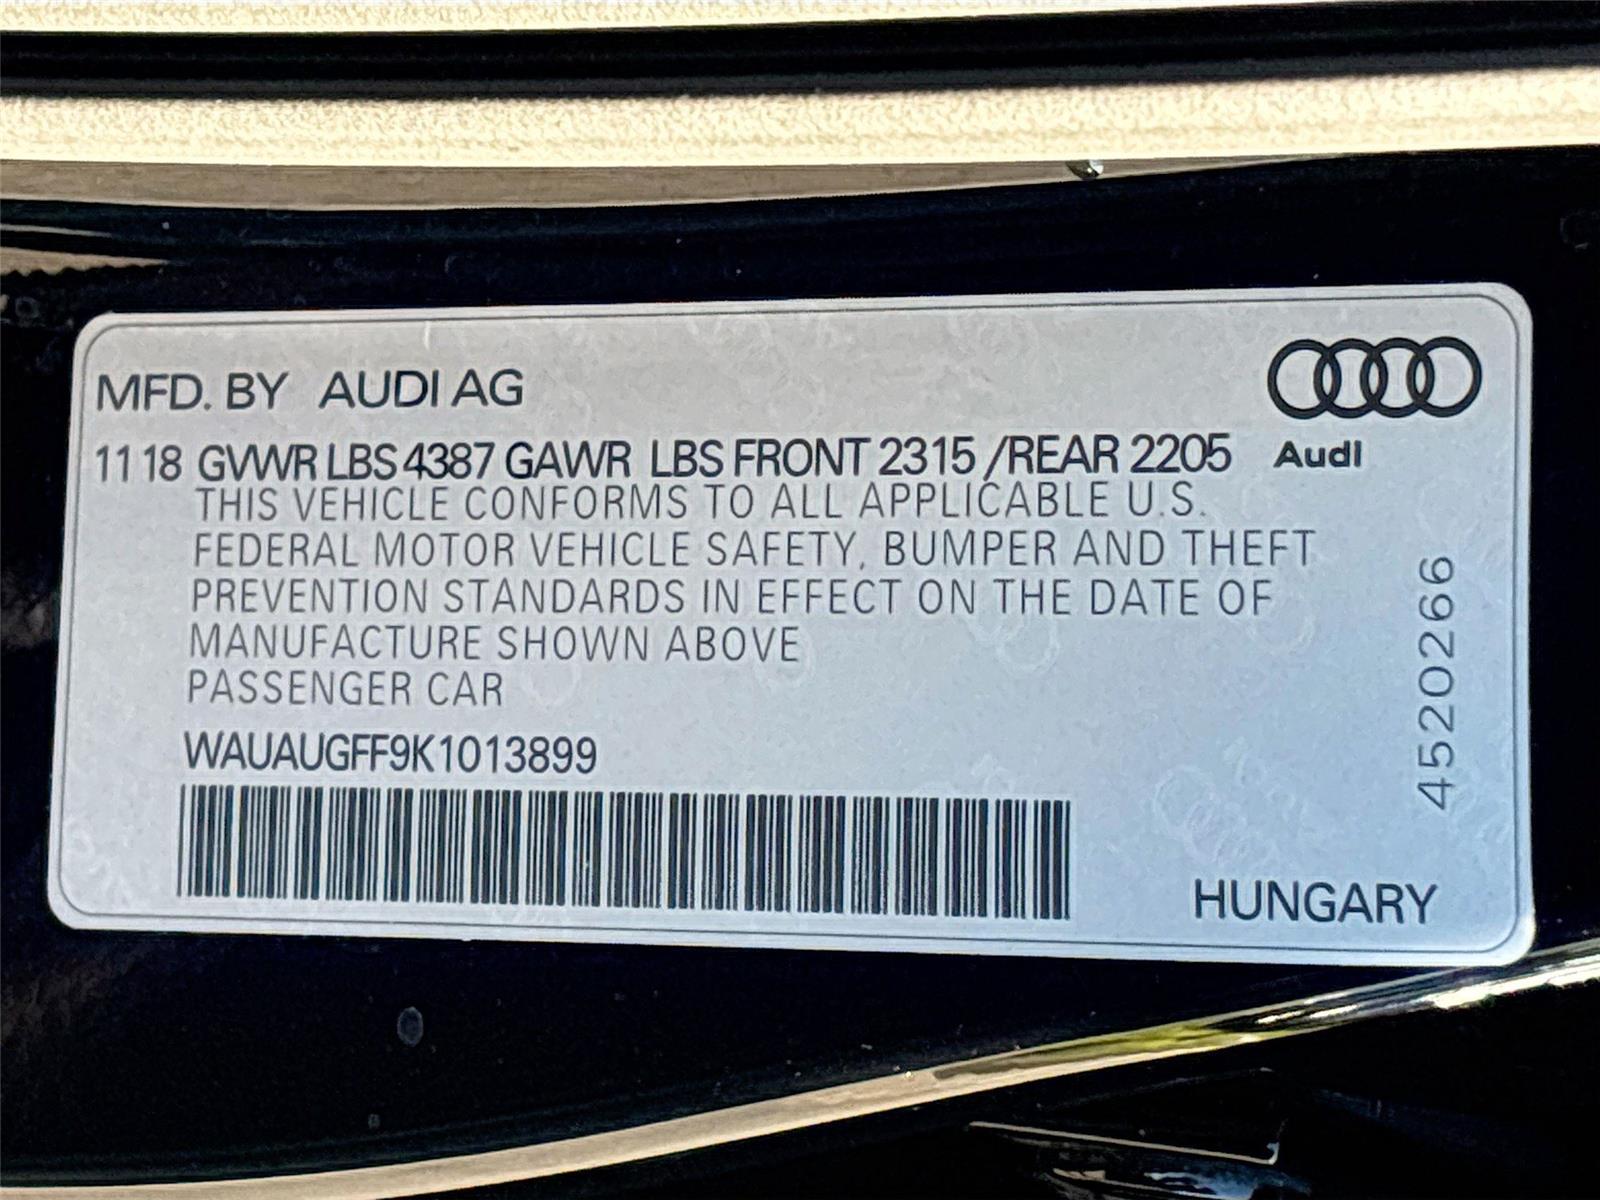 MFD. BY AUDI AG
1118 GVWR LBS 4387 GAWR LBS FRONT 2315 /REAR 2205
Audi
THIS VEHICLE CONFORMS TO ALL APPLICABLE U.S.
FEDERAL MOTOR VEHICLE SAFETY, BUMPER AND THEFT
PREVENTION STANDARDS IN EFFECT ON THE DATE OF
MANUFACTURE SHOWN ABOVE
PASSENGER CAR
WAUAUGFF9K1013899
4520266
HUNGARY